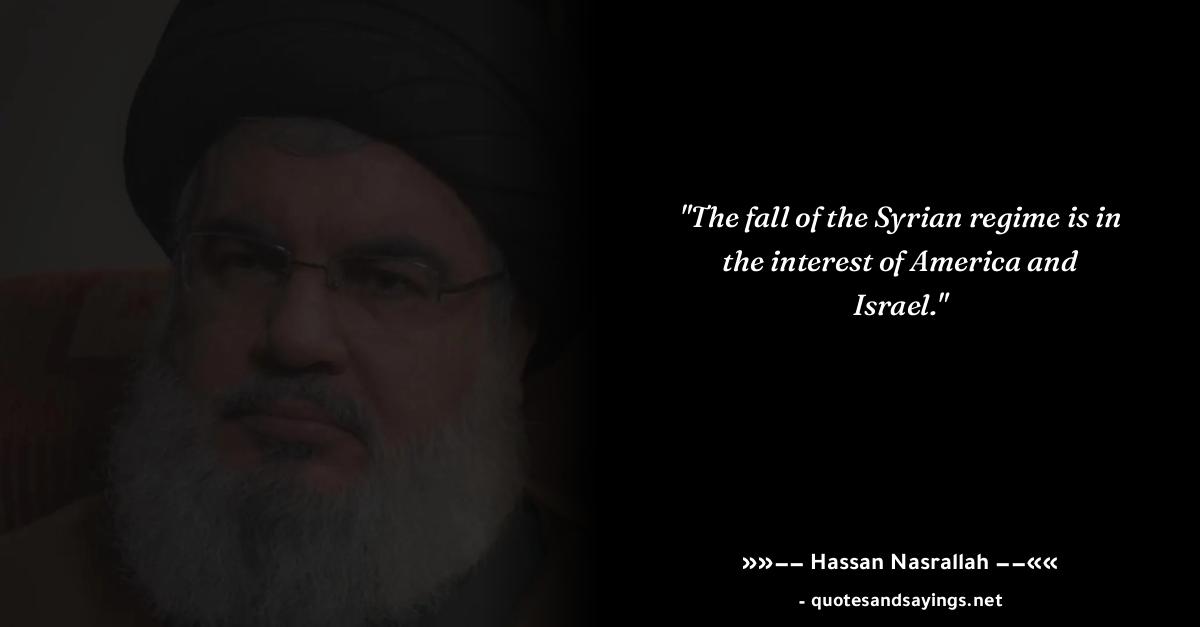 "The fall of the Syrian regime is in
the interest of America and
Israel."
»»–– Hassan Nasrallah ––««
- quotesandsayings.net